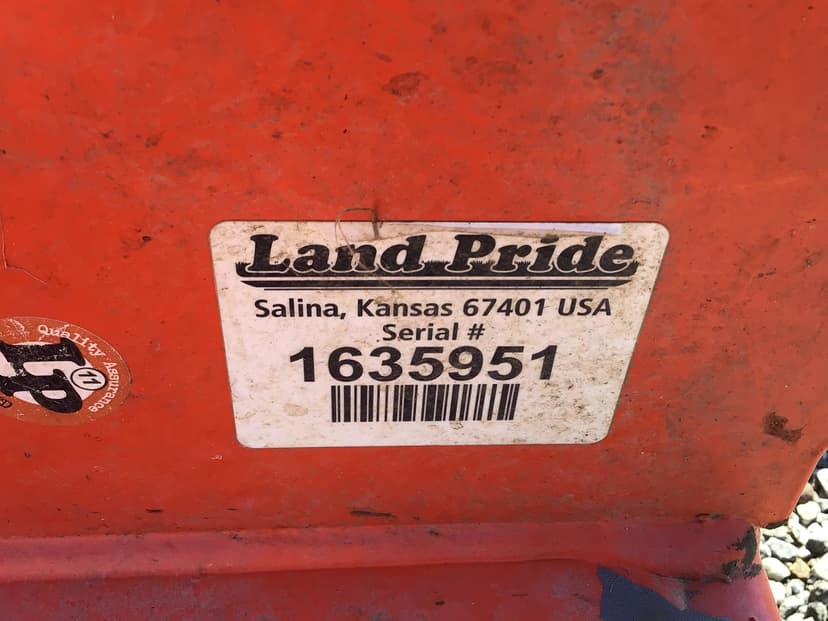 Land Pride
Salina, Kansas 67401 USA
Serial #
1635951
Quality Assurance
LP
11